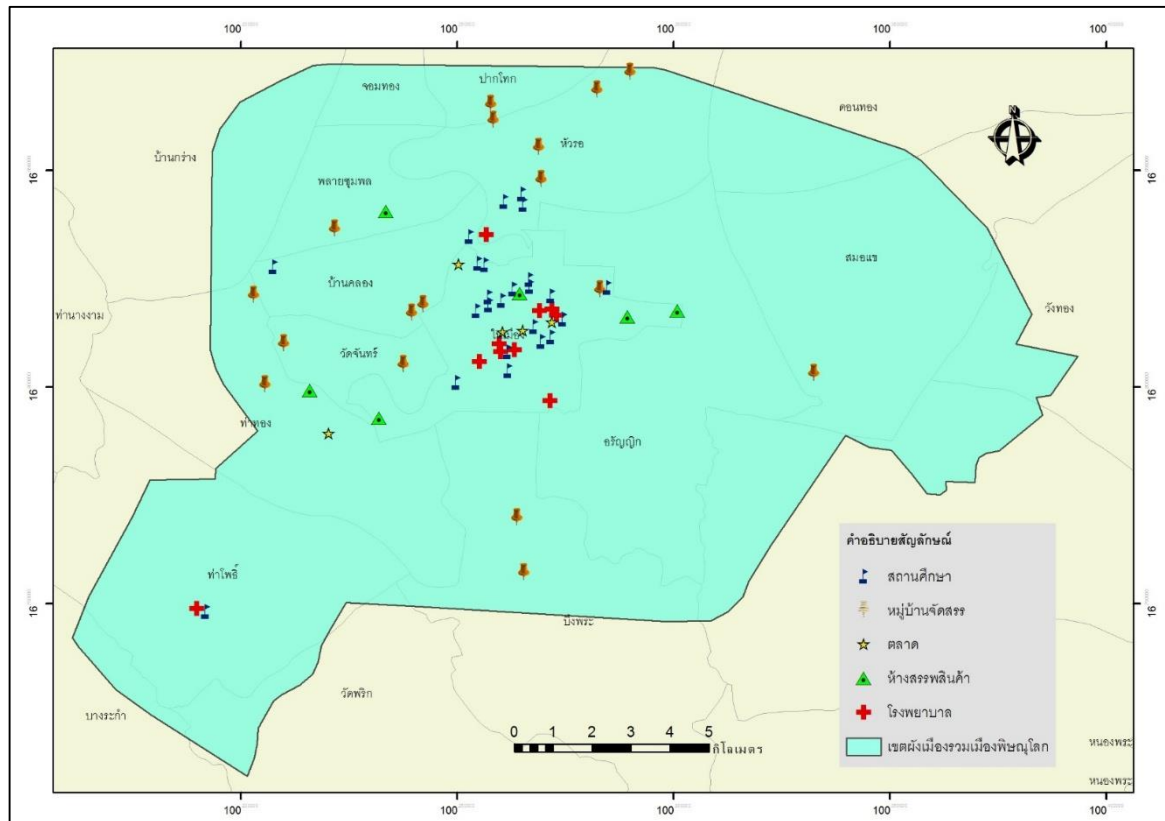 100 100 100 100 100
ปากโทก
จอมทอง
ดอนทอง
N
บ้านกร่าง
หัวรอ
16 16
พลายชุมพล
สมอแข
บ้านคลอง
วังทอง
ท่านางงาม
ในเมือง
วัดจันทร์
16 16
ท่าทอง
อรัญญิก
คำอธิบายสัญลักษณ์
สถานศึกษา
หมู่บ้านจัดสรร
ตลาด
ห้างสรรพสินค้า
โรงพยาบาล
เขตผังเมืองรวมเมืองพิษณุโลก
ท่าโพธิ์
16 16
บึงพระ
วัดพริก
บางระกำ
0 1 2 3 4 5
กิโลเมตร
หนองพระ
หนองพระ
100 100 100 100 100